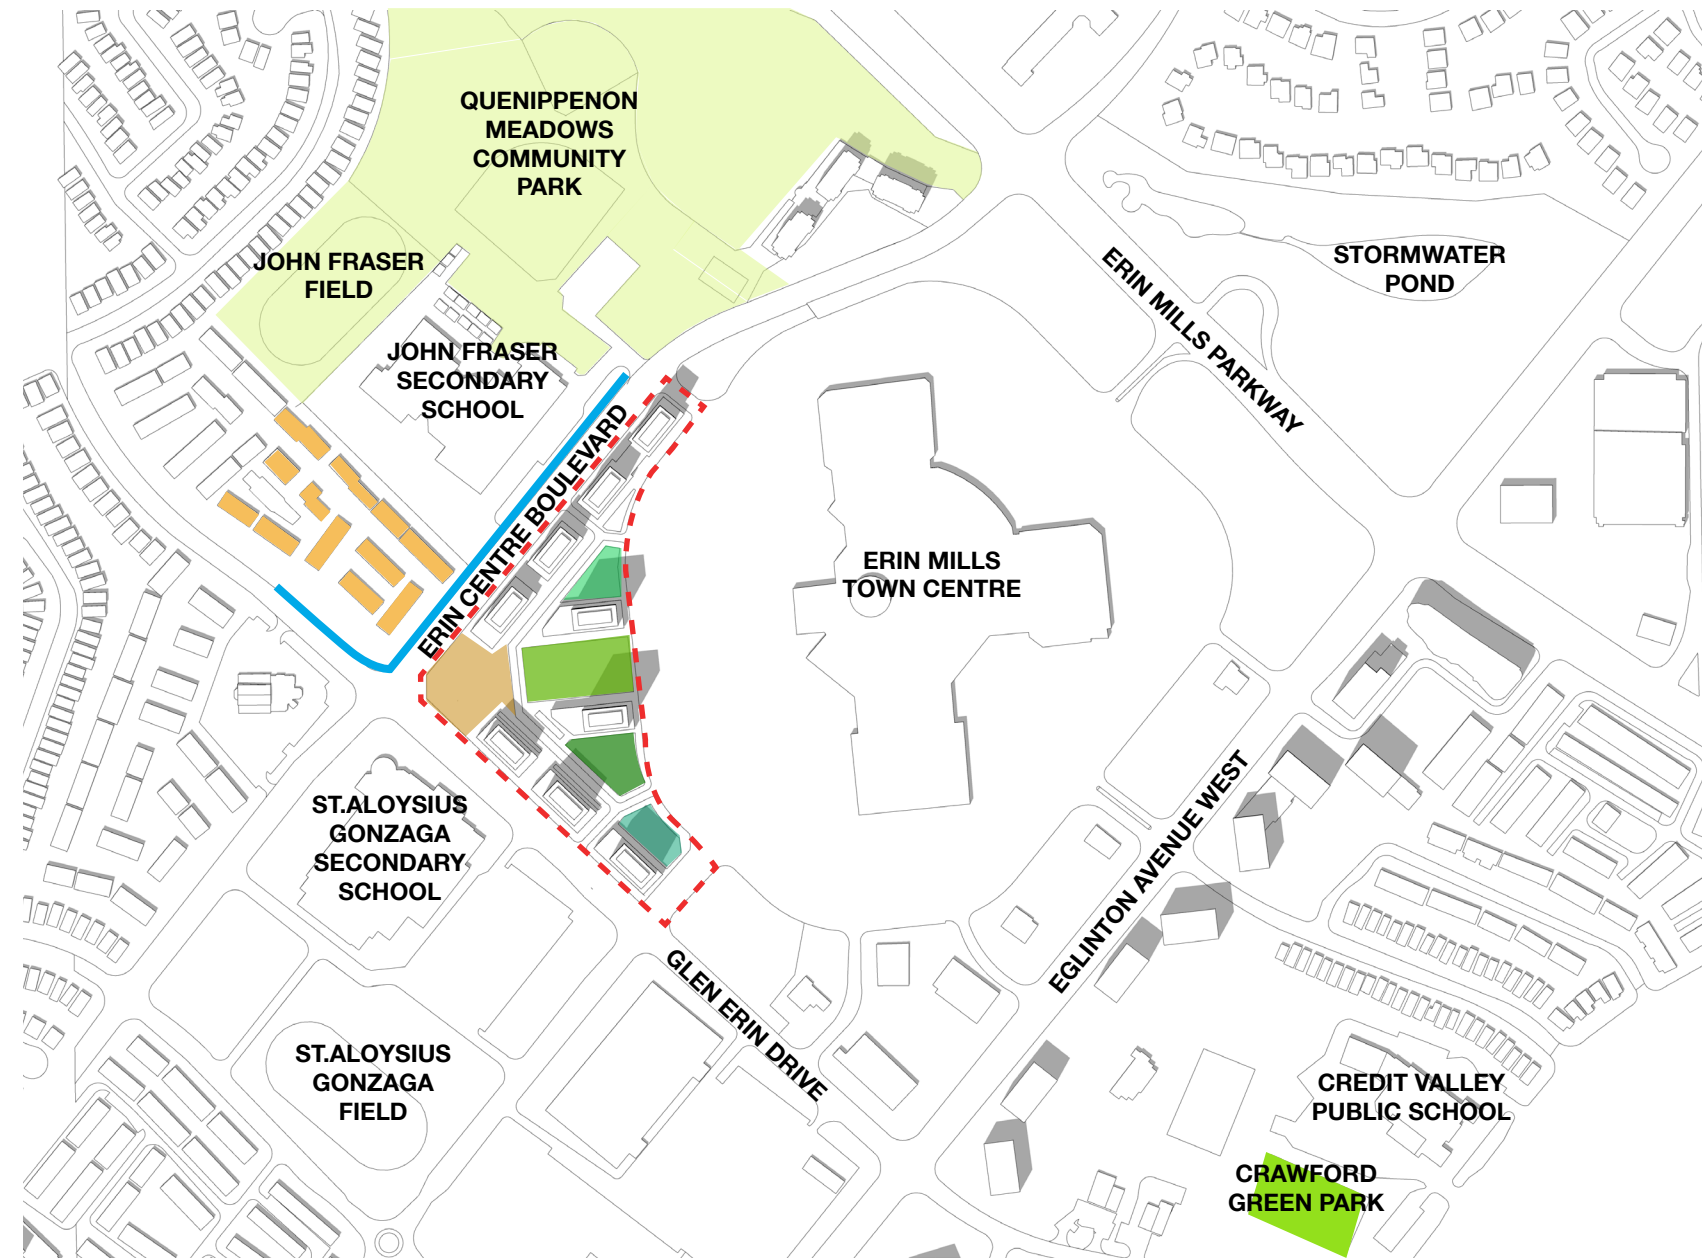 QUENIPPENON
MEADOWS
COMMUNITY
PARK
JOHN FRASER
FIELD
STORMWATER
POND
ERIN MILLS PARKWAY
JOHN FRASER
SECONDARY
SCHOOL
ERIN CENTRE BOULEVARD
ERIN MILLS
TOWN CENTRE
ST.ALOYSIUS
GONZAGA
SECONDARY
SCHOOL
EGLINTON AVENUE WEST
GLEN ERIN DRIVE
ST.ALOYSIUS
GONZAGA
FIELD
CREDIT VALLEY
PUBLIC SCHOOL
CRAWFORD
GREEN PARK